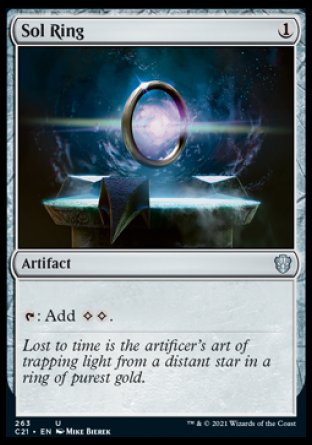 Sol Ring 1
Artifact
: Add .
Lost to time is the artificer's art of
trapping light from a distant star in a
ring of purest gold.
263 U
C21 • EN Mike Bierek ™ & © 2021 Wizards of the Coast